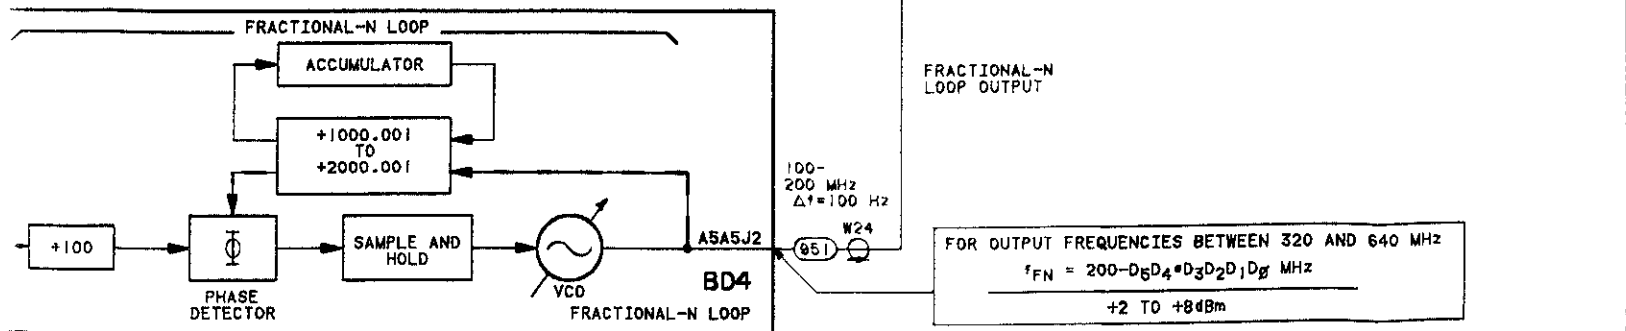 FRACTIONAL-N LOOP
ACCUMULATOR
÷1000.001
TO
÷2000.001
÷100
Φ
PHASE
DETECTOR
SAMPLE AND
HOLD
VCO
A5A5J2
BD4
FRACTIONAL-N LOOP
100-
200 MHz
Δf=100 Hz
951
W24
FRACTIONAL-N
LOOP OUTPUT
FOR OUTPUT FREQUENCIES BETWEEN 320 AND 640 MHz
fFN = 200-D5D4•D3D2D1DØ MHz
+2 TO +8dBm